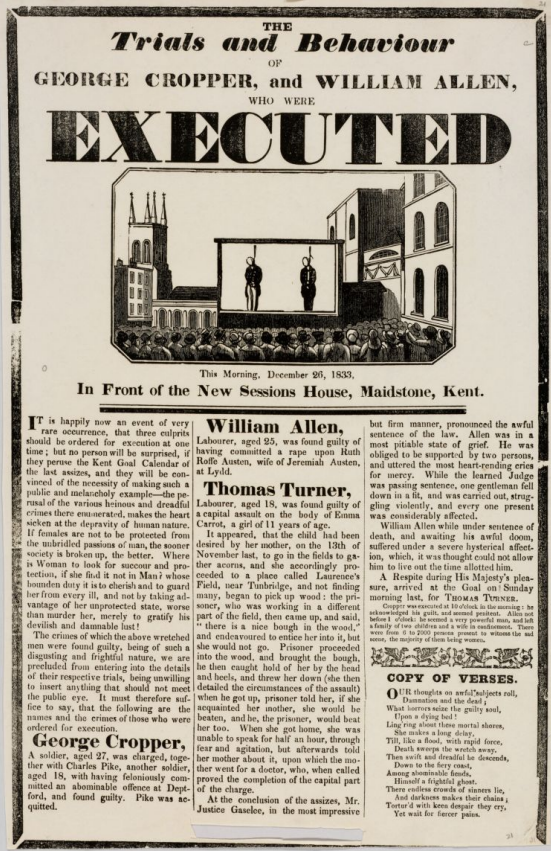 THE
Trials and Behaviour
OF
GEORGE CROPPER, and WILLIAM ALLEN,
WHO WERE
EXECUTED
This Morning, December 26, 1833,
In Front of the New Sessions House, Maidstone, Kent.
IT is happily now an event of very
rare occurrence, that three culprits
should be ordered for execution at one
time; but no person will be surprised, if
they peruse the Kent Goal Calendar of
the last assizes, and they will be con-
vinced of the necessity of making such a
public and melancholy example—the pe-
rusal of the various heinous and dreadful
crimes there enumerated, makes the heart
sicken at the depravity of human nature.
If females are not to be protected from
the unbridled passions of man, the sooner
society is broken up, the better. Where
is Woman to look for succour and pro-
tection, if she find it not in Man? whose
bounden duty it is to cherish and to guard
her from every ill, and not by taking ad-
vantage of her unprotected state, worse
than murder her, merely to gratify his
devilish and damnable lust!
The crimes of which the above wretched
men were found guilty, being of such a
disgusting and frightful nature, we are
precluded from entering into the details
of their respective trials, being unwilling
to insert anything that should not meet
the public eye. It must therefore suf-
fice to say, that the following are the
names and the crimes of those who were
ordered for execution.
George Cropper,
A soldier, aged 27, was charged, toge-
ther with Charles Pike, another soldier,
aged 18, with having feloniously com-
mitted an abominable offence at Dept-
ford, and found guilty. Pike was ac-
quitted.
William Allen,
Labourer, aged 25, was found guilty of
having committed a rape upon Ruth
Roffe Austen, wife of Jeremiah Austen,
at Lydd.
Thomas Turner,
Labourer, aged 18, was found guilty of
a capital assault on the body of Emma
Carrot, a girl of 11 years of age.
It appeared, that the child had been
desired by her mother, on the 13th of
November last, to go in the fields to ga-
ther acorns, and she accordingly pro-
ceeded to a place called Laurence's
Field, near Tunbridge, and not finding
many, began to pick up wood: the pri-
soner, who was working in a different
part of the field, then came up, and said,
"there is a nice bough in the wood,"
and endeavoured to entice her into it, but
she would not go. Prisoner proceeded
into the wood, and brought the bough,
he then caught hold of her by the head
and heels, and threw her down (she then
detailed the circumstances of the assault)
when he got up, prisoner told her, if she
acquainted her mother, she would be
beaten, and he, the prisoner, would beat
her too. When she got home, she was
unable to speak for half an hour, through
fear and agitation, but afterwards told
her mother about it, upon which the mo-
ther went for a doctor, who, when called
proved the completion of the capital part
of the charge.
At the conclusion of the assizes, Mr.
Justice Gaselee, in the most impressive
but firm manner, pronounced the awful
sentence of the law. Allen was in a
most pitiable state of grief. He was
obliged to be supported by two persons,
and uttered the most heart-rending cries
for mercy. While the learned Judge
was passing sentence, one gentleman fell
down in a fit, and was carried out, strug-
gling violently, and every one present
was considerably affected.
William Allen while under sentence of
death, and awaiting his awful doom,
suffered under a severe hysterical affect-
ion, which, it was thought could not allow
him to live out the time allotted him.
A Respite during His Majesty's plea-
sure, arrived at the Goal on Sunday
morning last, for THOMAS TURNER.
Cropper was executed at 10 o'clock in the morning: he
acknowledged his guilt, and seemed penitent. Allen not
before 1 o'clock: he seemed a very powerful man, and left
a family of two children and a wife in confinement. There
were from 0 to 2000 persons present to witness the sad
scene, the majority of them being women.
COPY OF VERSES.
OUR thoughts on awful subjects roll,
Damnation and the dead;
What horrors seize the guilty soul,
Upon a dying bed!
Ling'ring about these mortal shores,
She makes a long delay,
Till, like a flood, with rapid force,
Death sweeps the wretch away.
Then swift and dreadful he descends,
Down to the fiery coast,
Among abominable fiends,
Himself a frightful ghost.
There endless crowds of sinners lie,
And darkness makes their chains;
Tortur'd with keen despair they cry,
Yet wait for fiercer pains.